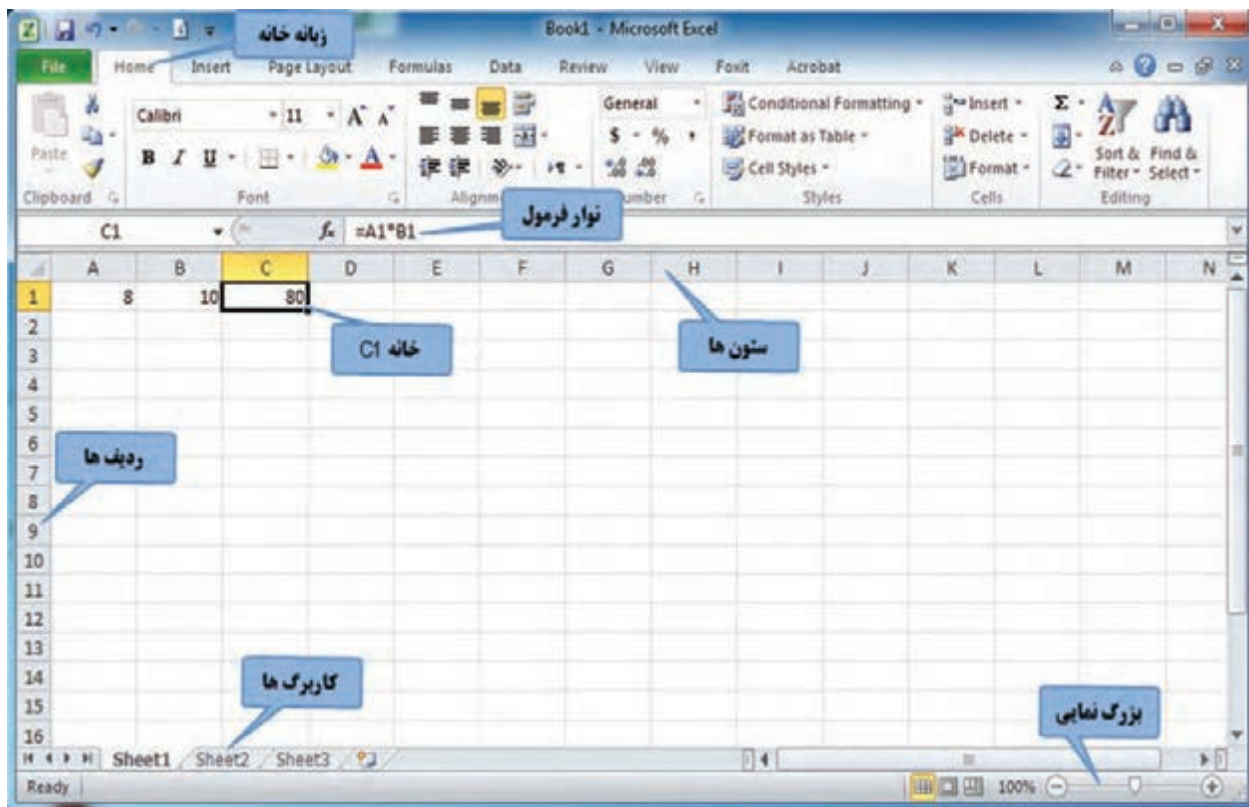 Book1 - Microsoft Excel
زبانه خانه
File Home Insert Page Layout Formulas Data Review View Foxit Acrobat
Calibri 11 A A General Conditional Formatting Insert Σ
Paste B I U A $ % , Format as Table Delete Sort & Filter Find & Select
Cell Styles Format
Clipboard Font Styles Cells Editing
نوار فرمول
C1 fx =A1*B1
A B C D E F G H I J K L M N
1 8 10 80
2
3
خانه C1
ستون ها
4
5
6
ردیف ها
7
8
9
10
11
12
13
14
کاربرگ ها
15
بزرگ نمایی
16
Sheet1 Sheet2 Sheet3
Ready 100%